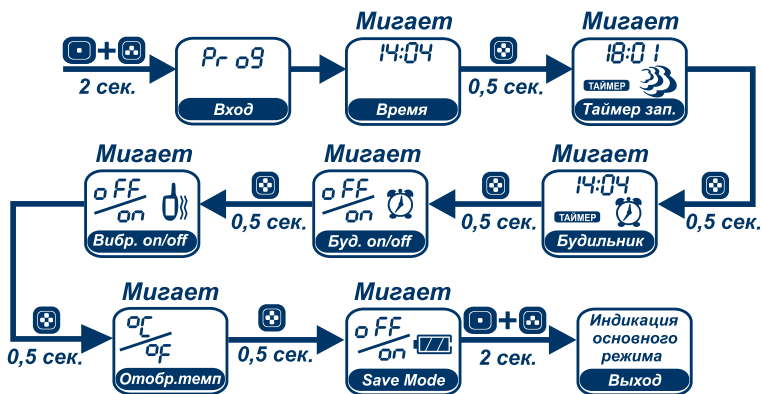 Мигает Мигает
2 сек.
Pr og
Вход
14:04
Время
0,5 сек.
18:01
ТАЙМЕР
Таймер зап.
Мигает Мигает Мигает
oFF
on
Вибр. on/off
0,5 сек.
oFF
on
Буд. on/off
0,5 сек.
14:04
ТАЙМЕР
Будильник
0,5 сек.
Мигает Мигает
0,5 сек.
°C
°F
Отобр.темп
0,5 сек.
oFF
on
Save Mode
2 сек.
Индикация
основного
режима
Выход